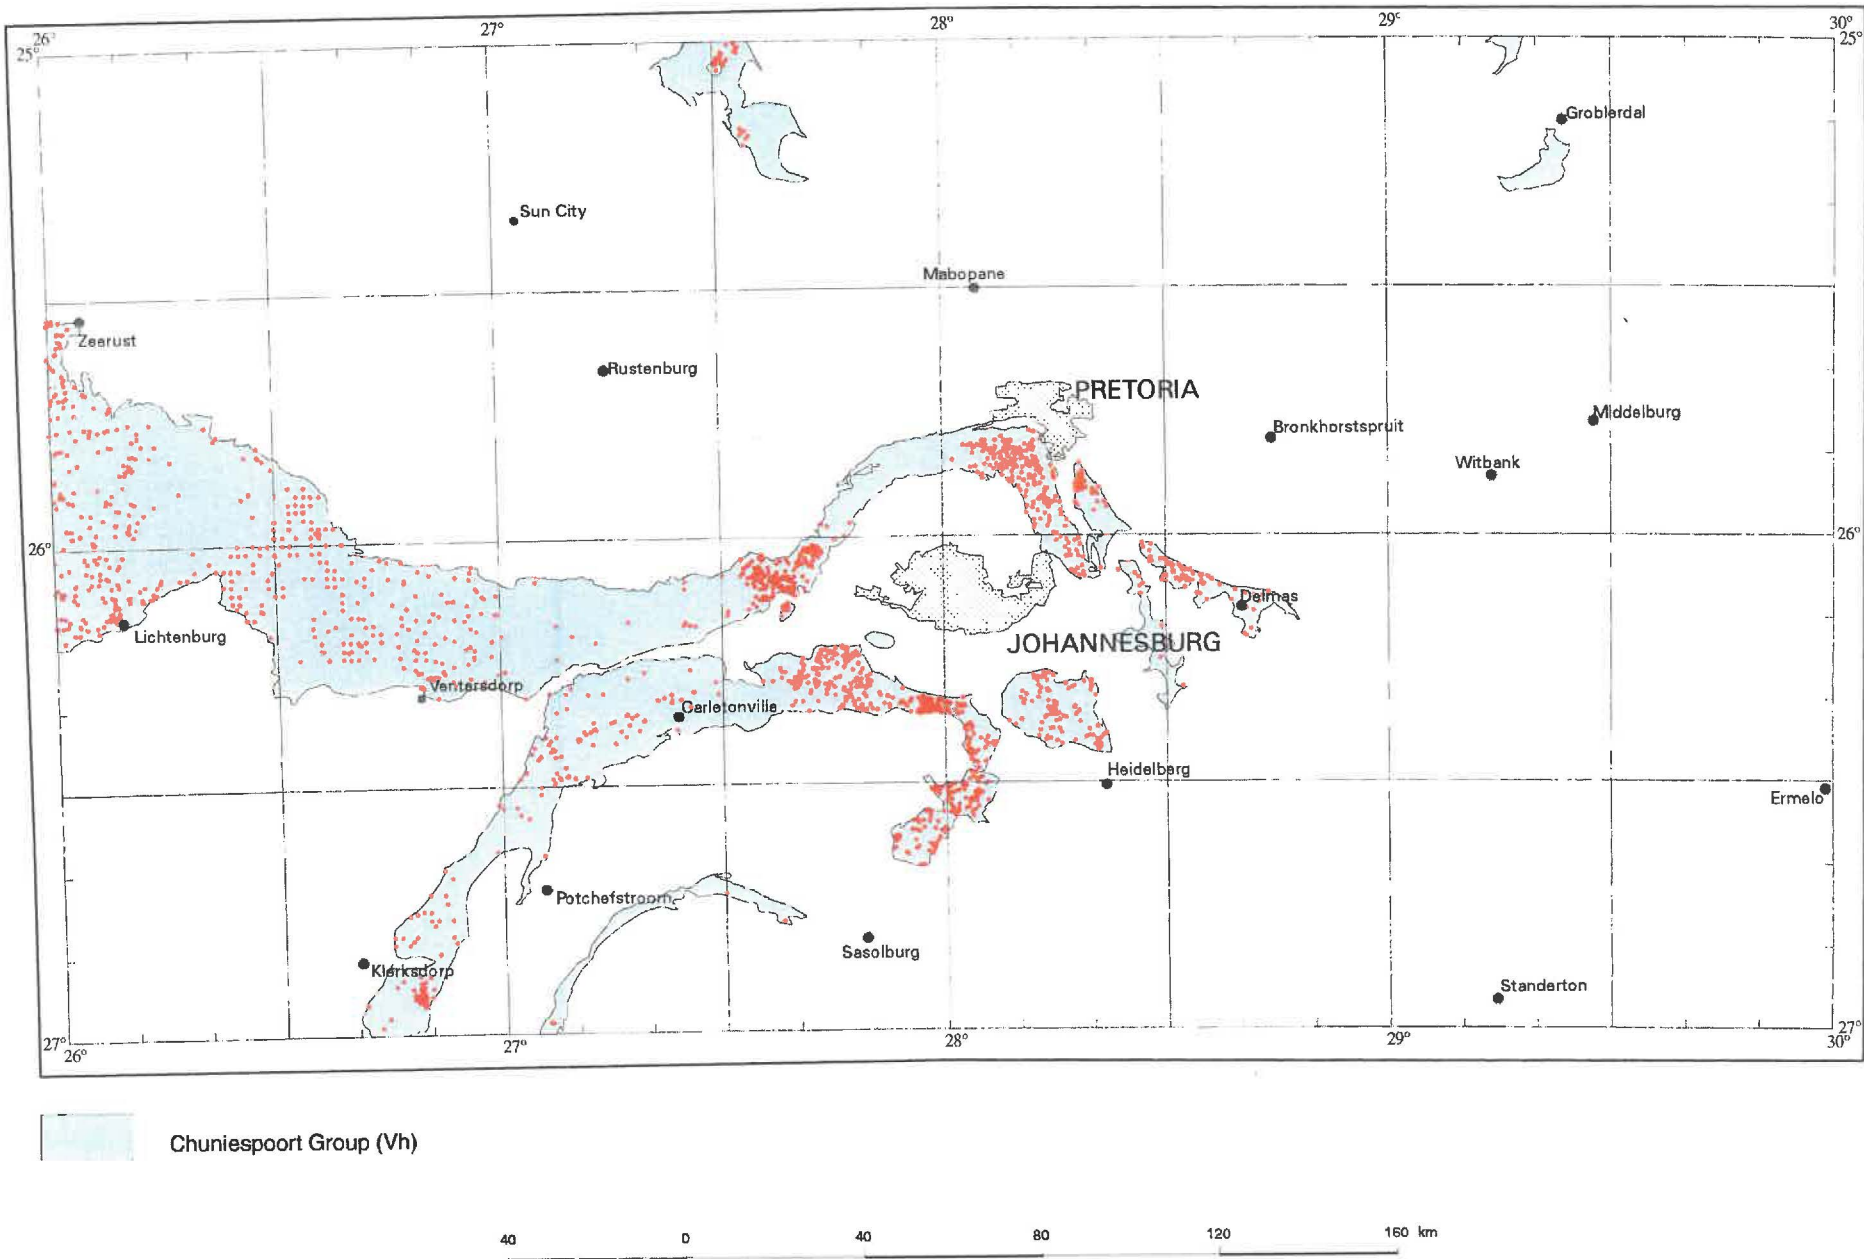 26° 27° 28° 29° 30°
25° 25°
Groblerdal
Sun City
Mabopane
Zeerust
Rustenburg
PRETORIA
Middelburg
Bronkhorstspruit
Witbank
26° 26°
Delmas
Lichtenburg
JOHANNESBURG
Ventersdorp
Carletonville
Heidelberg
Ermelo
Potchefstroom
Sasolburg
Klerksdorp
Standerton
27° 27°
26° 27° 28° 29° 30°
Chuniespoort Group (Vh)
40 0 40 80 120 160 km